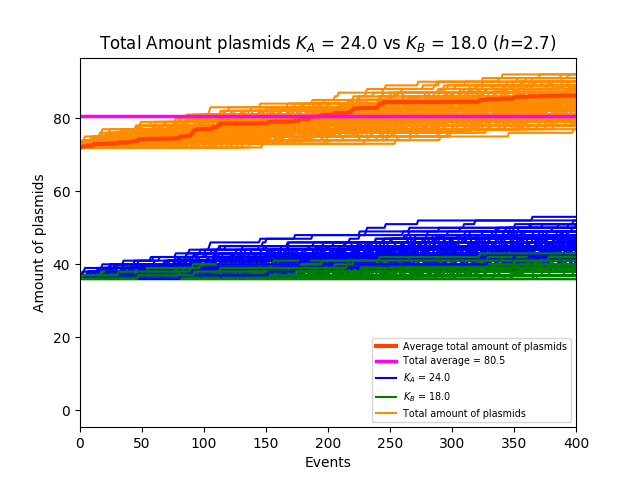 Total Amount plasmids K_A = 24.0 vs K_B = 18.0 (h=2.7)
Amount of plasmids
80
60
40
20
0
Average total amount of plasmids
Total average = 80.5
K_A = 24.0
K_B = 18.0
Total amount of plasmids
0 50 100 150 200 250 300 350 400
Events